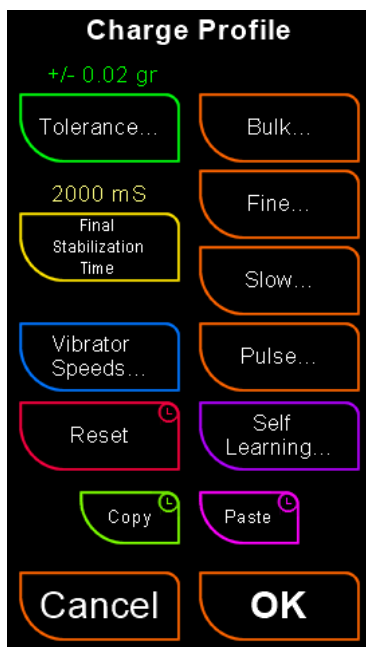 Charge Profile
+/- 0.02 gr
Tolerance...
Bulk...
2000 mS
Final
Stabilization
Time
Fine...
Slow...
Vibrator
Speeds...
Pulse...
Reset
Self
Learning...
Copy
Paste
Cancel
OK